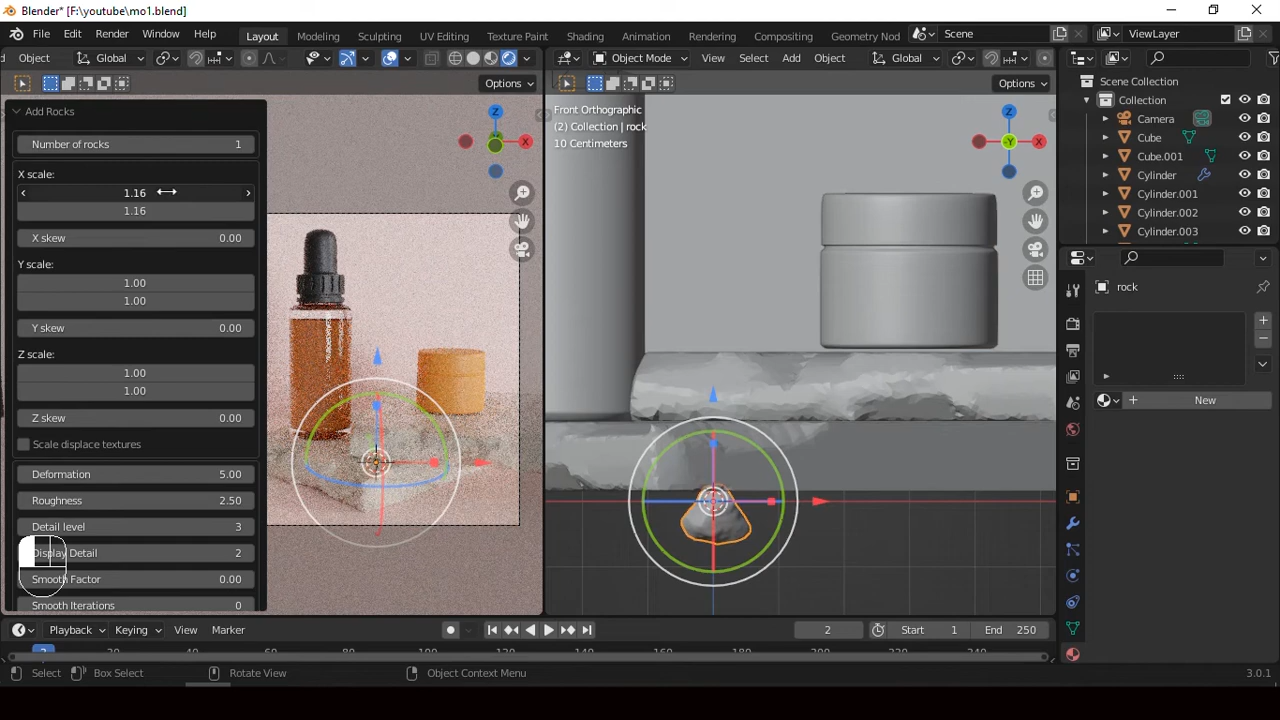 Blender* [F:\youtube\mo1.blend]
File Edit Render Window Help Layout Modeling Sculpting UV Editing Texture Paint Shading Animation Rendering Compositing Geometry Nod Scene ViewLayer
Object Global Object Mode View Select Add Object Global
Options Options
Scene Collection
Collection
Camera
Cube
Cube.001
Cylinder
Cylinder.001
Cylinder.002
Cylinder.003
Add Rocks
Number of rocks 1
X scale:
1.16
1.16
X skew 0.00
Y scale:
1.00
1.00
Y skew 0.00
Z scale:
1.00
1.00
Z skew 0.00
Scale displace textures
Deformation 5.00
Roughness 2.50
Detail level 3
Display Detail 2
Smooth Factor 0.00
Smooth Iterations 0
Z
X
Front Orthographic
(2) Collection | rock
10 Centimeters
Z
-Y
X
rock
New
Playback Keying View Marker 2 Start 1 End 250
Select Box Select Rotate View Object Context Menu 3.0.1